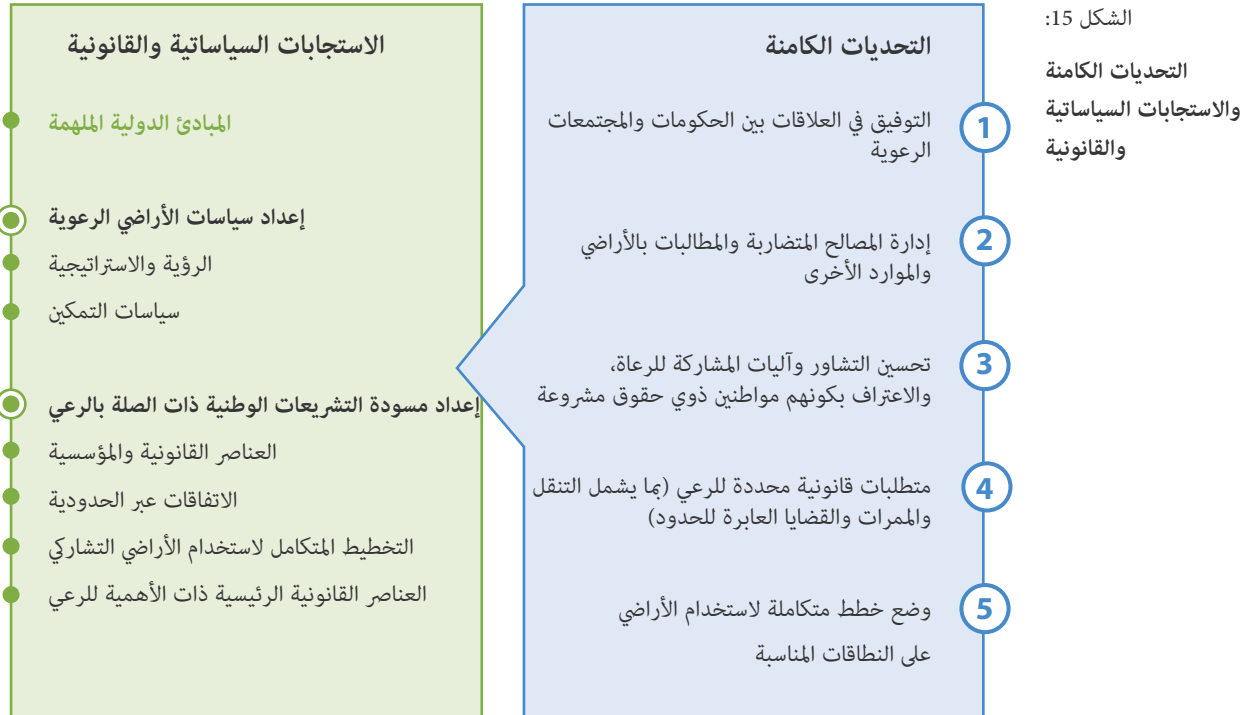 الشكل 15:
التحديات الكامنة
والاستجابات السياساتية
والقانونية
التحديات الكامنة
1
التوفيق في العلاقات بين الحكومات والمجتمعات
الرعوية
2
إدارة المصالح المتضاربة والمطالبات بالأراضي
والموارد الأخرى
3
تحسين التشاور وآليات المشاركة للرعاة،
والاعتراف بكونهم مواطنين ذوي حقوق مشروعة
4
متطلبات قانونية محددة للرعي (بما يشمل التنقل
والممرات والقضايا العابرة للحدود)
5
وضع خطط متكاملة لاستخدام الأراضي
على النطاقات المناسبة
الاستجابات السياساتية والقانونية
المبادئ الدولية الملهمة
إعداد سياسات الأراضي الرعوية
الرؤية والاستراتيجية
سياسات التمكين
إعداد مسودة التشريعات الوطنية ذات الصلة بالرعي
العناصر القانونية والمؤسسية
الاتفاقات عبر الحدودية
التخطيط المتكامل لاستخدام الأراضي التشاركي
العناصر القانونية الرئيسية ذات الأهمية للرعي